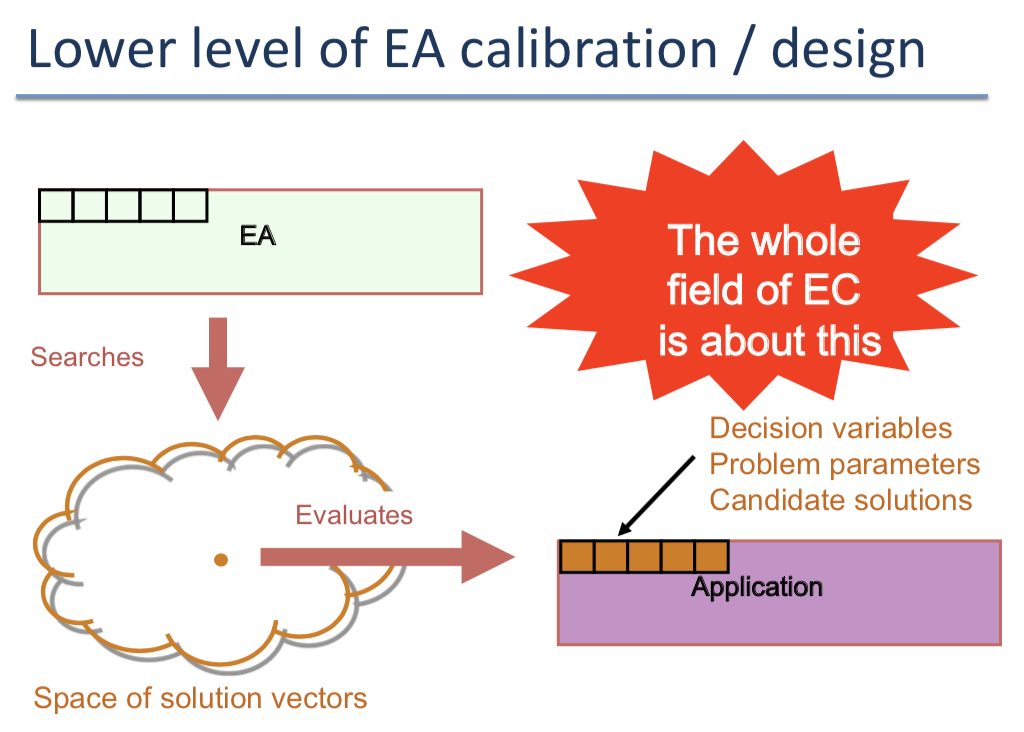 Lower level of EA calibration / design
EA
The whole
field of EC
is about this
Searches
Decision variables
Problem parameters
Candidate solutions
Evaluates
Application
Space of solution vectors